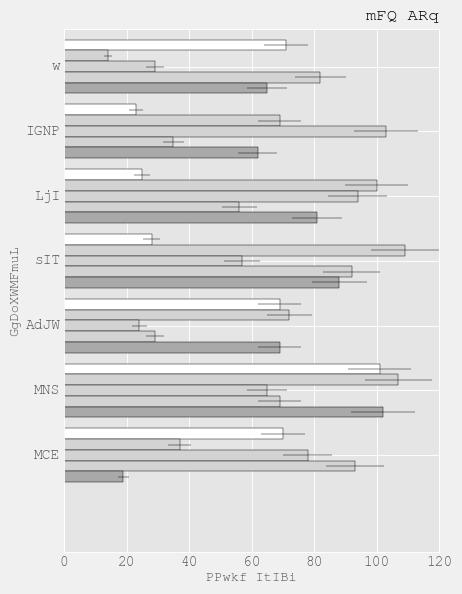 mFQ ARq
w
IGNP
LjI
sIT
AdJW
MNS
MCE
GgDoXWMFmuL
0 20 40 60 80 100 120
PPwkf ItIBi